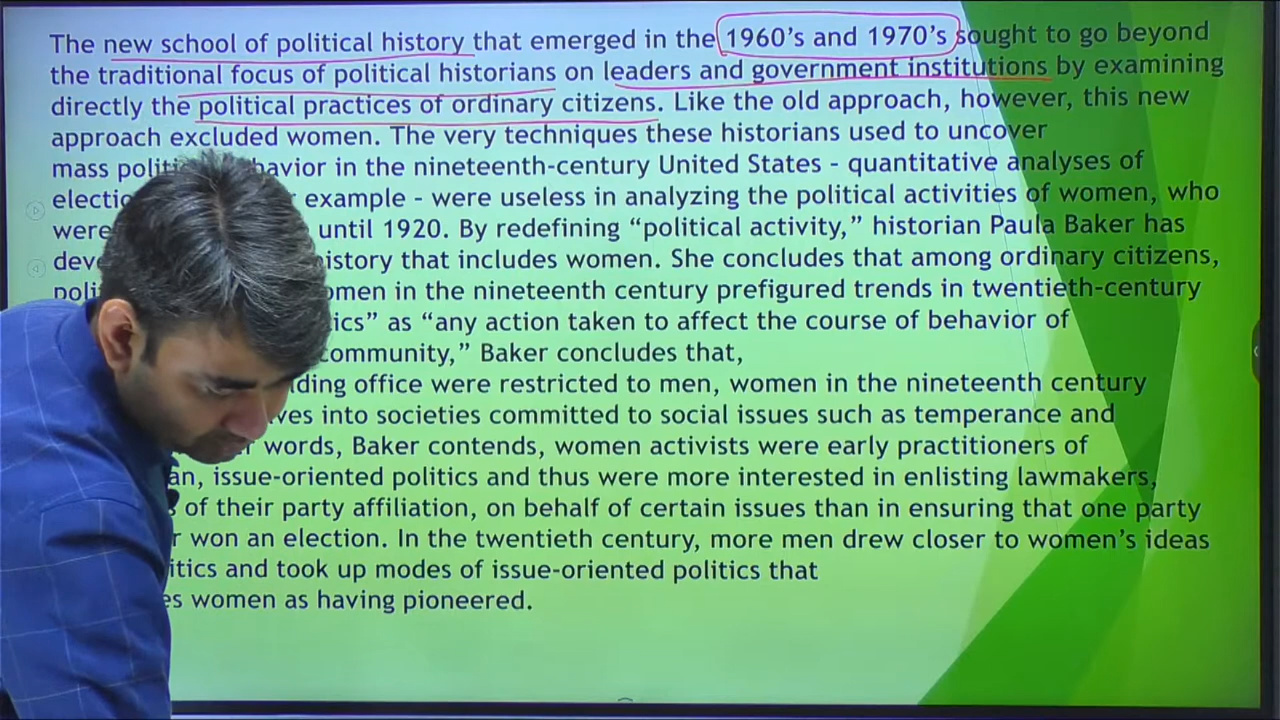 The new school of political history that emerged in the 1960’s and 1970’s sought to go beyond
the traditional focus of political historians on leaders and government institutions by examining
directly the political practices of ordinary citizens. Like the old approach, however, this new
approach excluded women. The very techniques these historians used to uncover
mass behavior in the nineteenth-century United States - quantitative analyses of
example - were useless in analyzing the political activities of women, who
were until 1920. By redefining “political activity,” historian Paula Baker has
history that includes women. She concludes that among ordinary citizens,
women in the nineteenth century prefigured trends in twentieth-century
as “any action taken to affect the course of behavior of
community,” Baker concludes that,
office were restricted to men, women in the nineteenth century
into societies committed to social issues such as temperance and
words, Baker contends, women activists were early practitioners of
issue-oriented politics and thus were more interested in enlisting lawmakers,
of their party affiliation, on behalf of certain issues than in ensuring that one party
won an election. In the twentieth century, more men drew closer to women’s ideas
and took up modes of issue-oriented politics that
women as having pioneered.